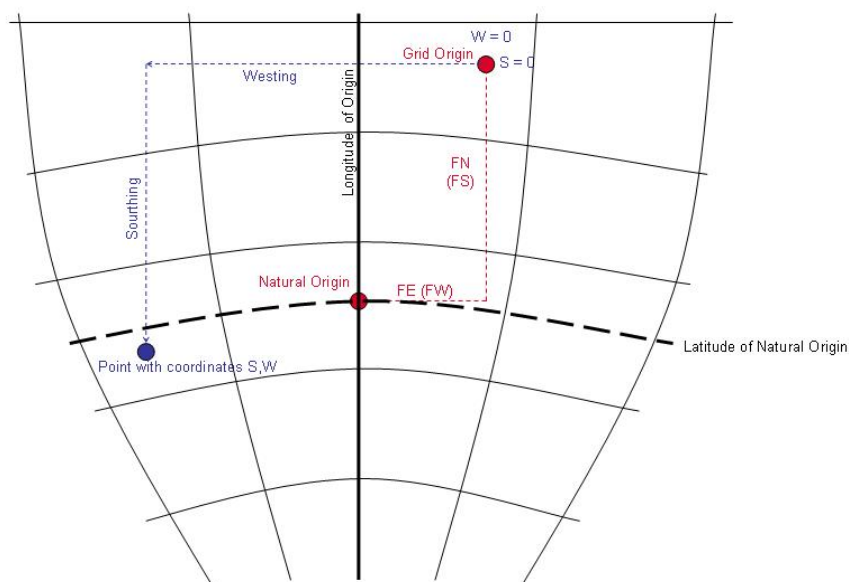 W = 0
Grid Origin
S = 0
Westing
Longitude of Origin
FN
(FS)
Sourthing
Natural Origin
FE (FW)
Latitude of Natural Origin
Point with coordinates S,W